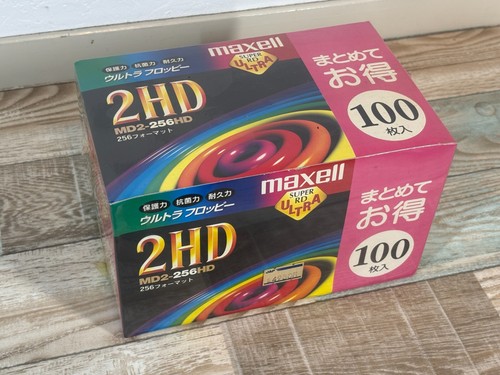 保護力 抗菌力 耐久力
ウルトラ フロッピー
maxell
SUPER
RD
ULTRA
2HD
MD2-256HD
256フォーマット
まとめて
お得
100
枚入
保護力 抗菌力 耐久力
ウルトラ フロッピー
maxell
SUPER
RD
ULTRA
2HD
MD2-256HD
256フォーマット
まとめて
お得
100
枚入